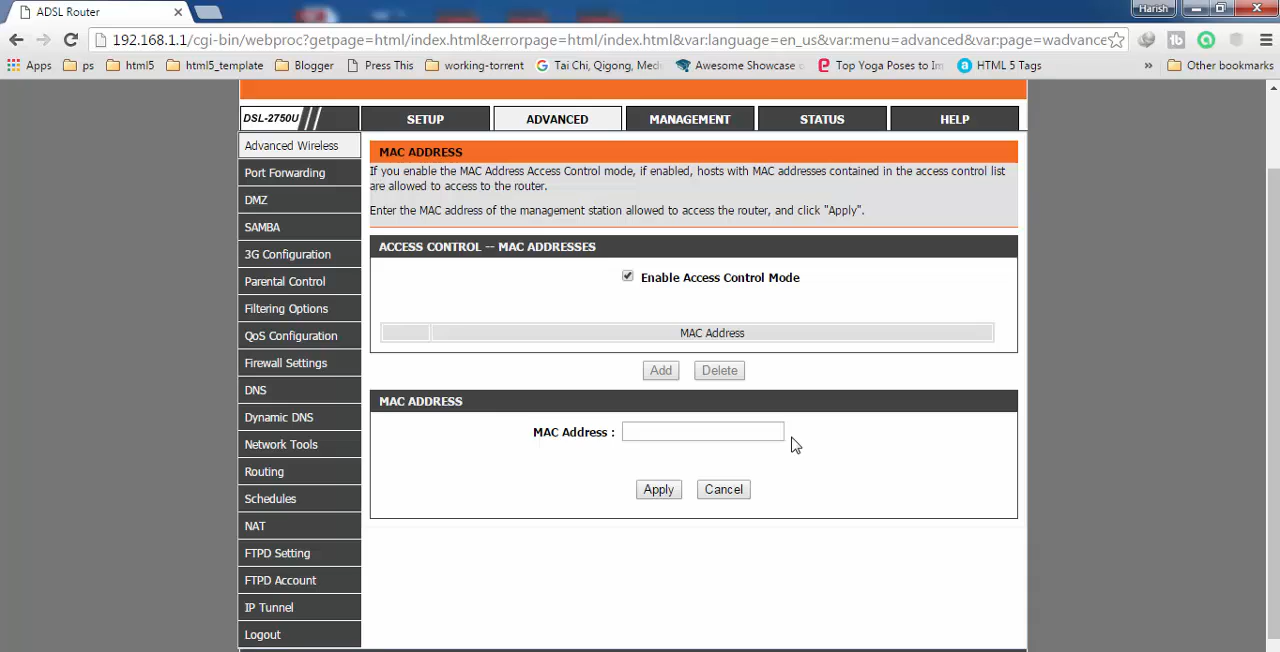 ADSL Router
Harish
192.168.1.1/cgi-bin/webproc?getpage=html/index.html&errorpage=html/index.html&var:language=en_us&var:menu=advanced&var:page=wadvance
Apps ps html5 html5_template Blogger Press This working-torrent Tai Chi, Qigong, Med Awesome Showcase Top Yoga Poses to Im HTML 5 Tags » Other bookmarks
DSL-2750U SETUP ADVANCED MANAGEMENT STATUS HELP
Advanced Wireless
Port Forwarding
DMZ
SAMBA
3G Configuration
Parental Control
Filtering Options
QoS Configuration
Firewall Settings
DNS
Dynamic DNS
Network Tools
Routing
Schedules
NAT
FTPD Setting
FTPD Account
IP Tunnel
Logout
MAC ADDRESS
If you enable the MAC Address Access Control mode, if enabled, hosts with MAC addresses contained in the access control list
are allowed to access to the router.
Enter the MAC address of the management station allowed to access the router, and click "Apply".
ACCESS CONTROL -- MAC ADDRESSES
Enable Access Control Mode
MAC Address
Add Delete
MAC ADDRESS
MAC Address :
Apply Cancel